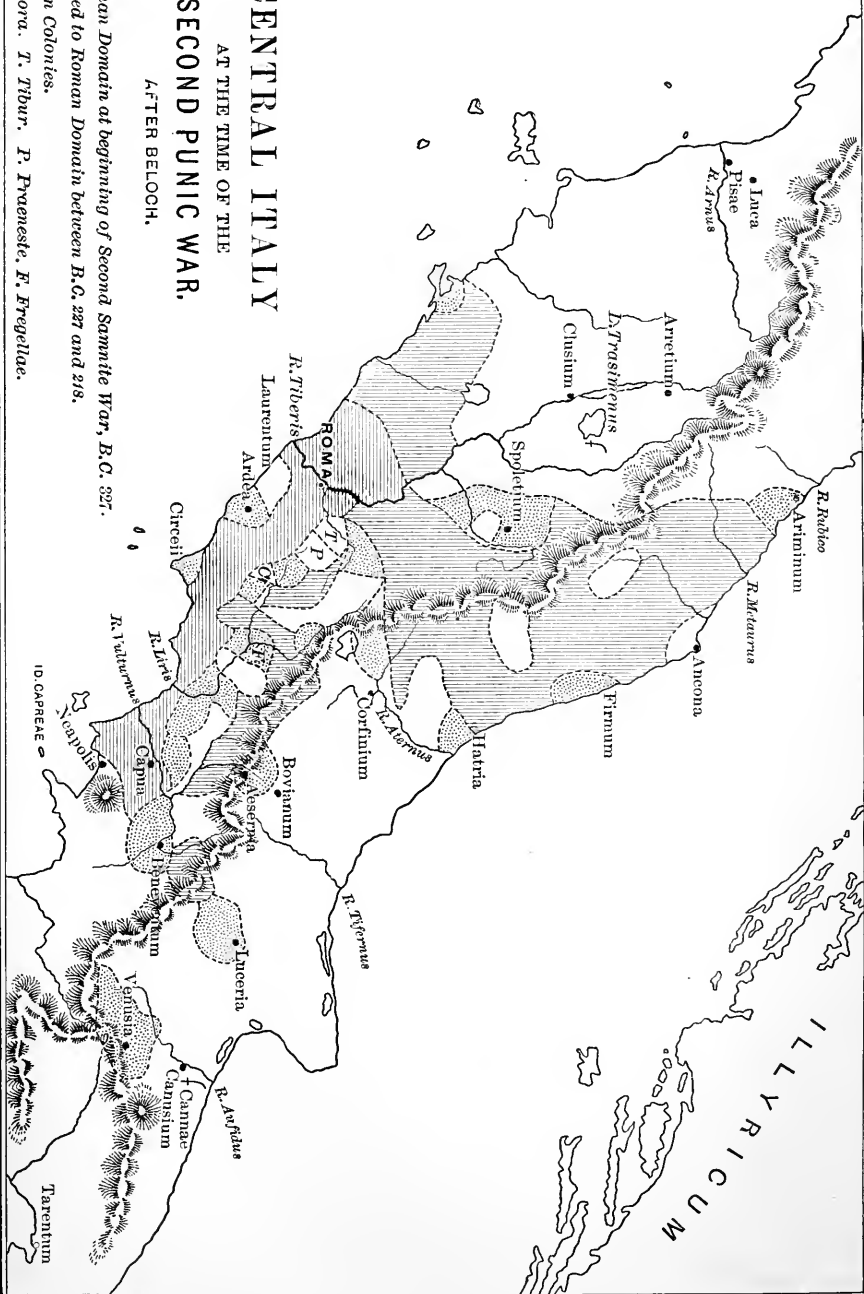 ENTRAL ITALY
AT THE TIME OF THE
SECOND PUNIC WAR.
AFTER BELOCH.
an Domain at beginning of Second Samnite War, B.C. 327.
ed to Roman Domain between B.C. 227 and 218.
n Colonies.
ora. T. Tibur. P. Praeneste. F. Fregellae.
Luca
Pisae
R. Arnus
Arretium
L. Trasimenus
Clusium
R. Rubico
Ariminum
R. Metaurus
Ancona
Spoletium
Firmum
R. Tiberis
ROMA
Laurentum
Ardea
T
P
Circeii
Hatria
R. Aternus
Corfinium
R. Liris
R. Vulturnus
Bovianum
Aesernia
Capua
Neapolis
ID. CAPREAE
Beneventum
R. Tifernus
Luceria
Venusia
Cannae
Canusium
R. Aufidus
Tarentum
ILLYRICUM